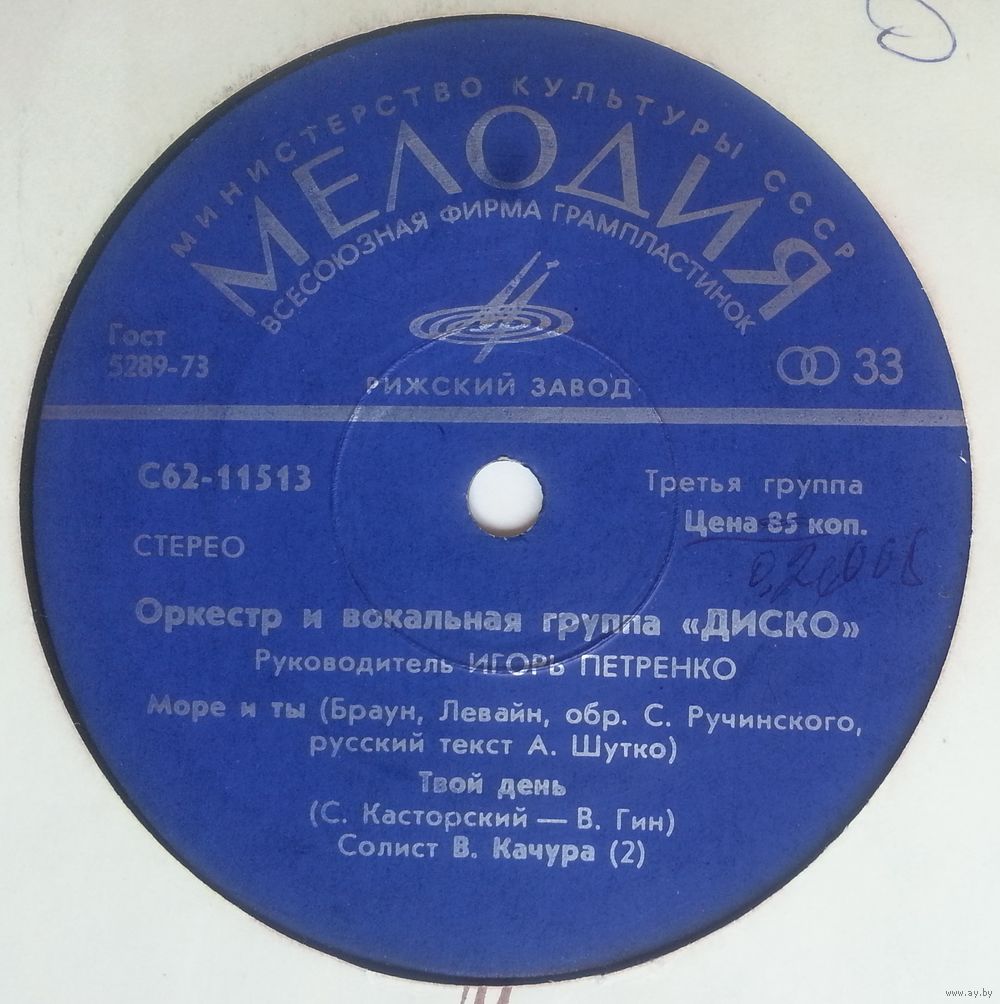 МИНИСТЕРСТВО КУЛЬТУРЫ СССР
МЕЛОДИЯ
ВСЕСОЮЗНАЯ ФИРМА ГРАМПЛАСТИНОК
Гост
5289-73
33
РИЖСКИЙ ЗАВОД
С62-11513
Третья группа
Цена 85 коп.
СТЕРЕО
Оркестр и вокальная группа «ДИСКО»
Руководитель ИГОРЬ ПЕТРЕНКО
Море и ты (Браун, Левайн, обр. С. Ручинского,
русский текст А. Шутко)
Твой день
(С. Касторский — В. Гин)
Солист В. Качура (2)
www.ay.by